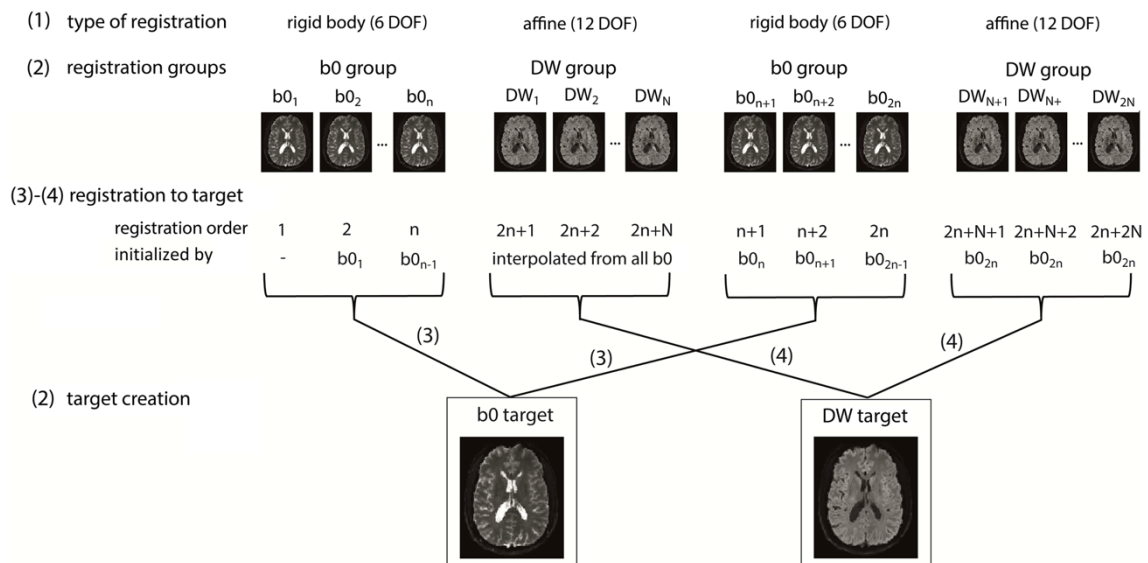 (1) type of registration rigid body (6 DOF) affine (12 DOF) rigid body (6 DOF) affine (12 DOF)
(2) registration groups b0 group DW group b0 group DW group
b0₁ b0₂ b0ₙ DW₁ DW₂ DW_N b0ₙ₊₁ b0ₙ₊₂ b0₂ₙ DW_N+1 DW_N+ DW_2N
... ... ... ...
(3)-(4) registration to target
registration order 1 2 n 2n+1 2n+2 2n+N n+1 n+2 2n 2n+N+1 2n+N+2 2n+2N
initialized by - b0₁ b0ₙ₋₁ interpolated from all b0 b0ₙ b0ₙ₊₁ b0₂ₙ₋₁ b0₂ₙ b0₂ₙ b0₂ₙ
(3) (3) (4) (4)
(2) target creation
b0 target DW target